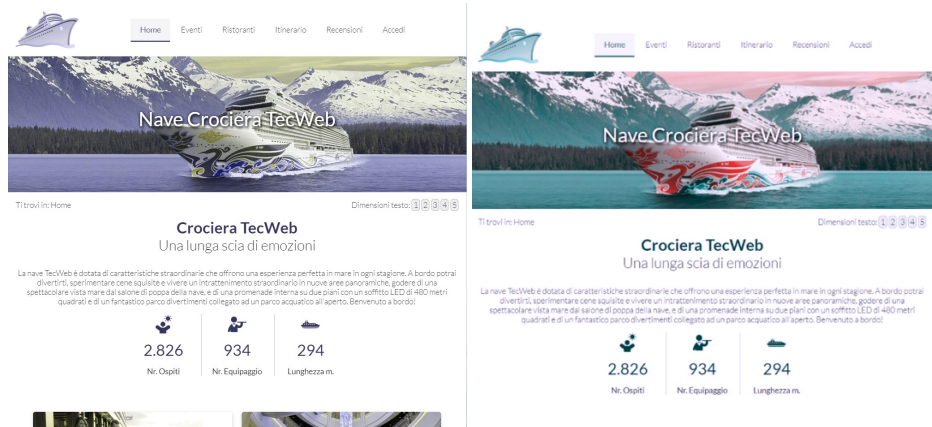 Home Eventi Ristoranti Itinerario Recensioni Accedi
Nave Crociera TecWeb
Ti trovi in: Home Dimensioni testo: 1 2 3 4 5
Crociera TecWeb
Una lunga scia di emozioni
La nave TecWeb è dotata di caratteristiche straordinarie che offrono una esperienza perfetta in mare in ogni stagione. A bordo potrai
divertirti, sperimentare cene squisite e vivere un intrattenimento straordinario in nuove aree panoramiche, godere di una
spettacolare vista mare dal salone di poppa della nave, e di una promenade interna su due piani con un soffitto LED di 480 metri
quadrati e di un fantastico parco divertimenti collegato ad un parco acquatico all'aperto. Benvenuto a bordo!
2.826 934 294
Nr. Ospiti Nr. Equipaggio Lunghezza m.
Home Eventi Ristoranti Itinerario Recensioni Accedi
Nave Crociera TecWeb
Ti trovi in: Home Dimensioni testo: 1 2 3 4 5
Crociera TecWeb
Una lunga scia di emozioni
La nave TecWeb è dotata di caratteristiche straordinarie che offrono una esperienza perfetta in mare in ogni stagione. A bordo potrai
divertirti, sperimentare cene squisite e vivere un intrattenimento straordinario in nuove aree panoramiche, godere di una
spettacolare vista mare dal salone di poppa della nave, e di una promenade interna su due piani con un soffitto LED di 480 metri
quadrati e di un fantastico parco divertimenti collegato ad un parco acquatico all'aperto. Benvenuto a bordo!
2.826 934 294
Nr. Ospiti Nr. Equipaggio Lunghezza m.